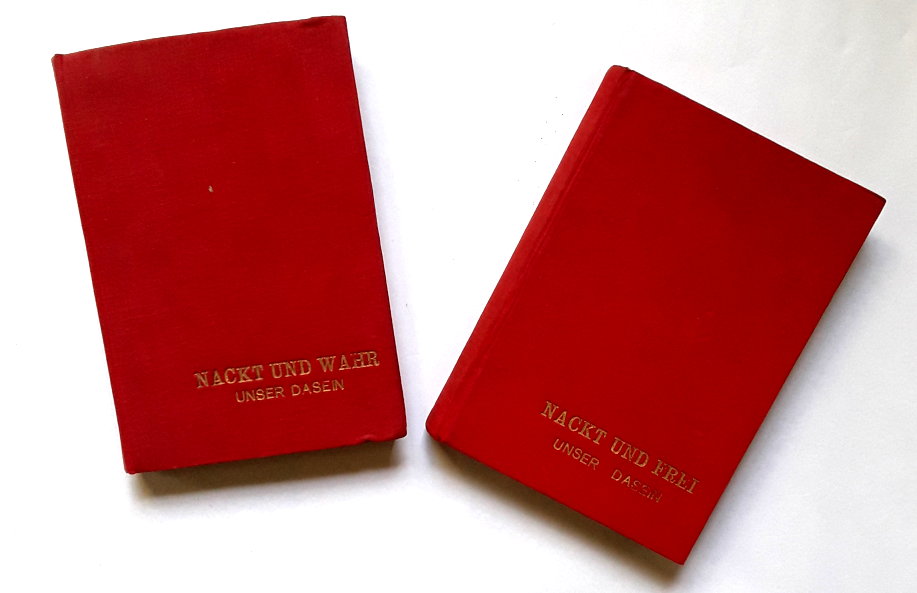 NACKT UND WAHR
UNSER DASEIN
NACKT UND FREI
UNSER DASEIN